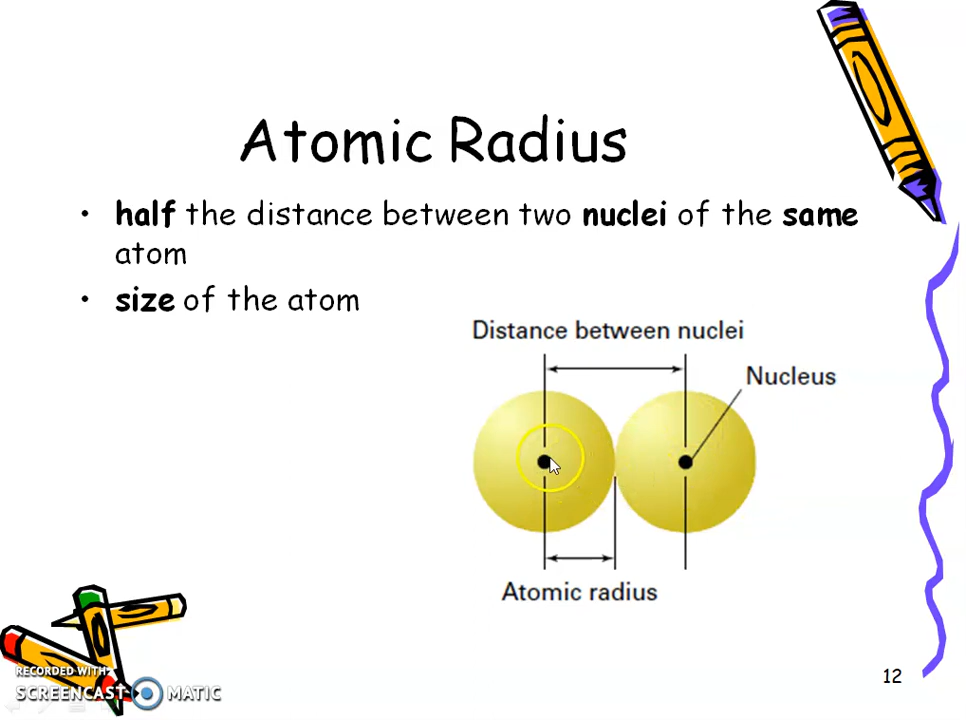 Atomic Radius
• half the distance between two nuclei of the same
atom
• size of the atom
Distance between nuclei
Nucleus
Atomic radius
RECORDED WITH
SCREENCAST MATIC
12